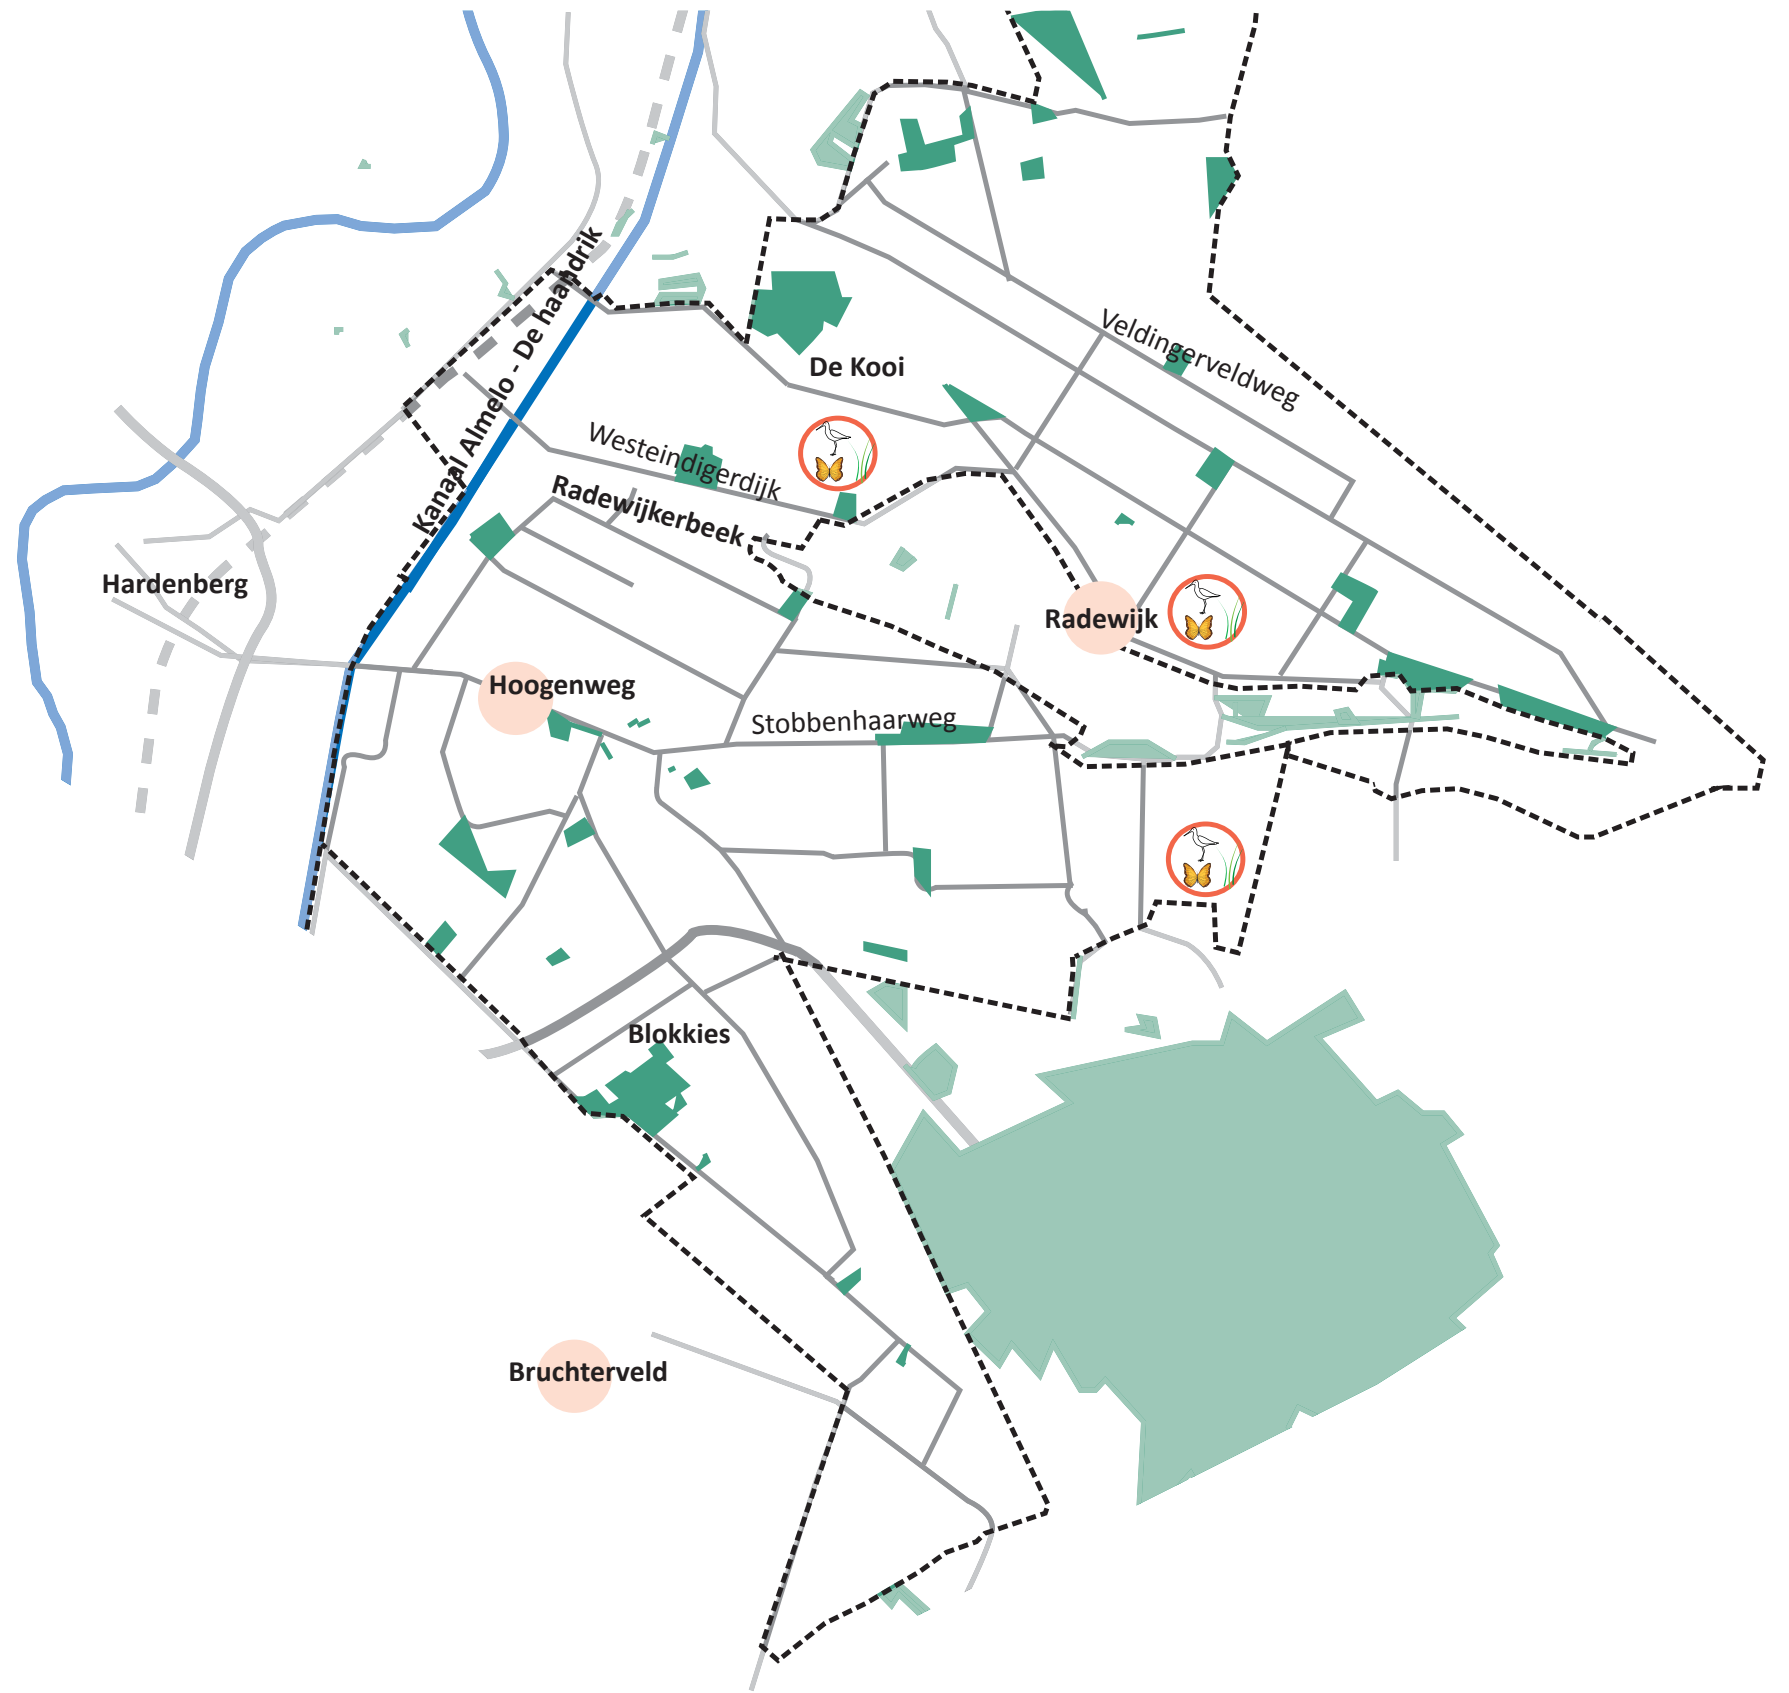 Kanaal Almelo - De haandrik
Veldingerveldweg
De Kooi
Westeindigerdijk
Radewijkerbeek
Hardenberg
Radewijk
Hoogenweg
Stobbenhaarweg
Blokkies
Bruchterveld